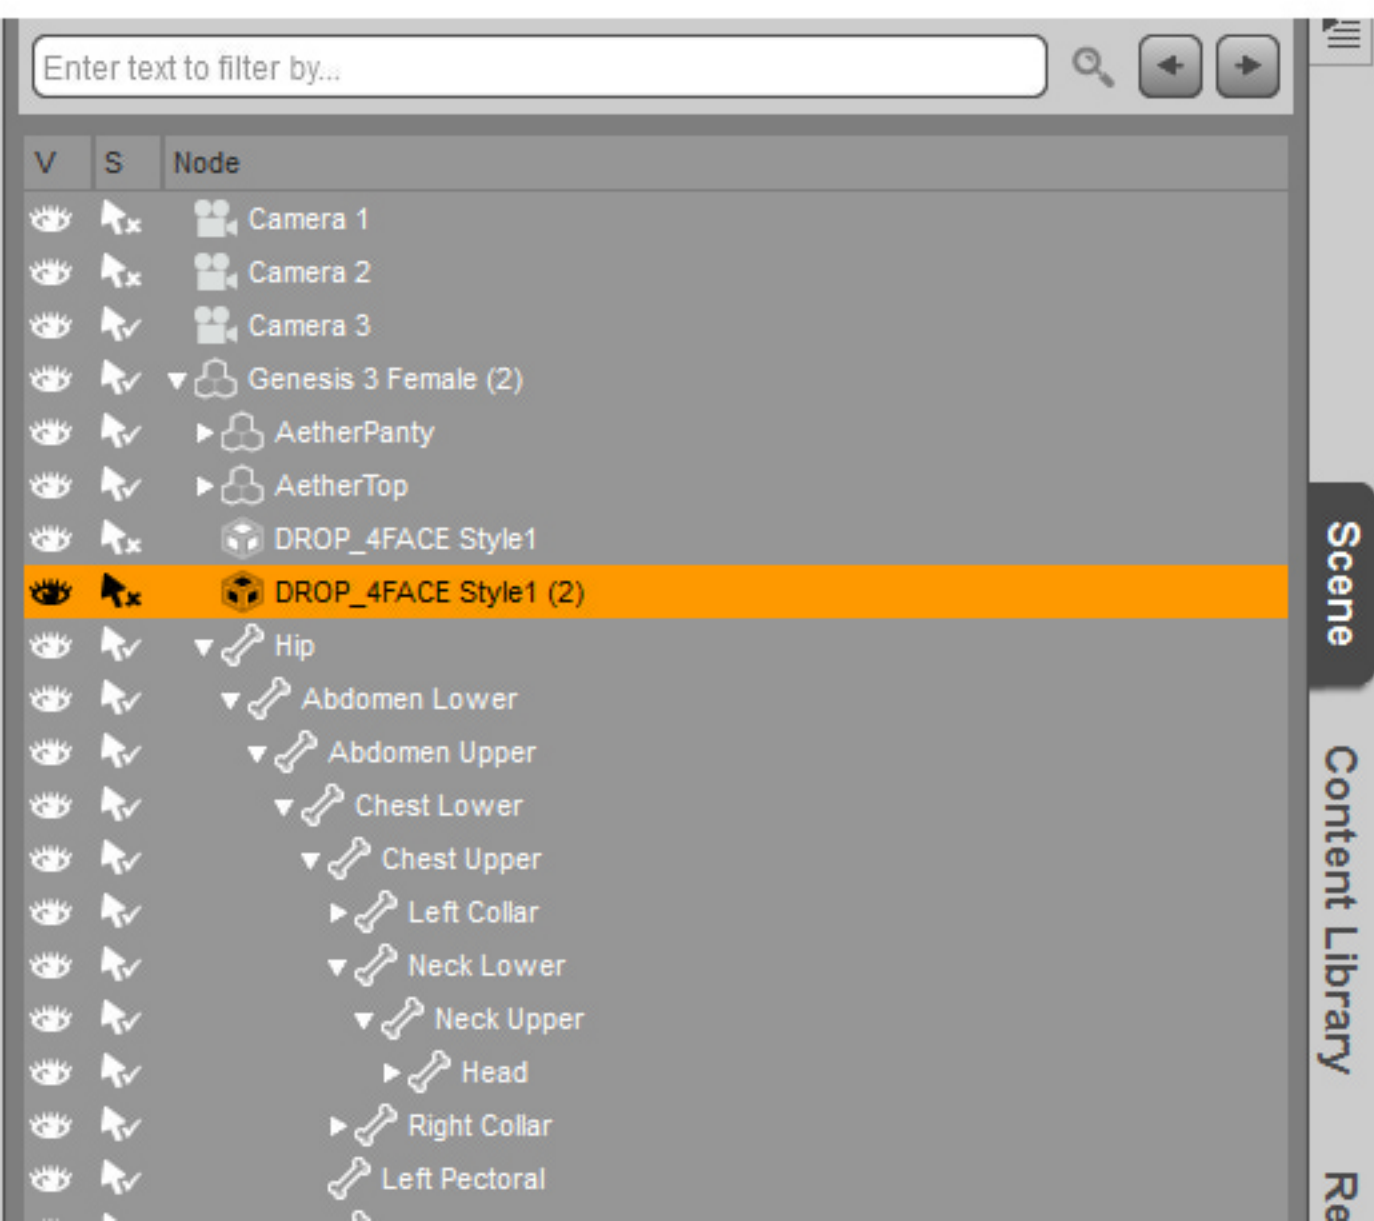 Enter text to filter by...
V S Node
Camera 1
Camera 2
Camera 3
Genesis 3 Female (2)
AetherPanty
AetherTop
DROP_4FACE Style1
DROP_4FACE Style1 (2)
Hip
Abdomen Lower
Abdomen Upper
Chest Lower
Chest Upper
Left Collar
Neck Lower
Neck Upper
Head
Right Collar
Left Pectoral
Scene
Content Library